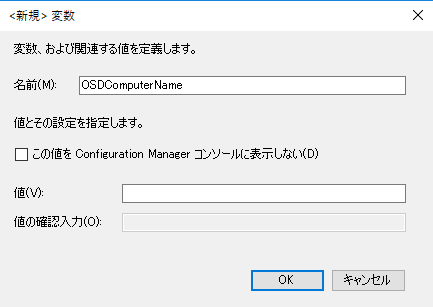 <新規> 変数
変数、および関連する値を定義します。
名前(M):
OSDComputerName
値とその設定を指定します。
この値を Configuration Manager コンソールに表示しない(D)
値(V):
値の確認入力(O):
OK
キャンセル